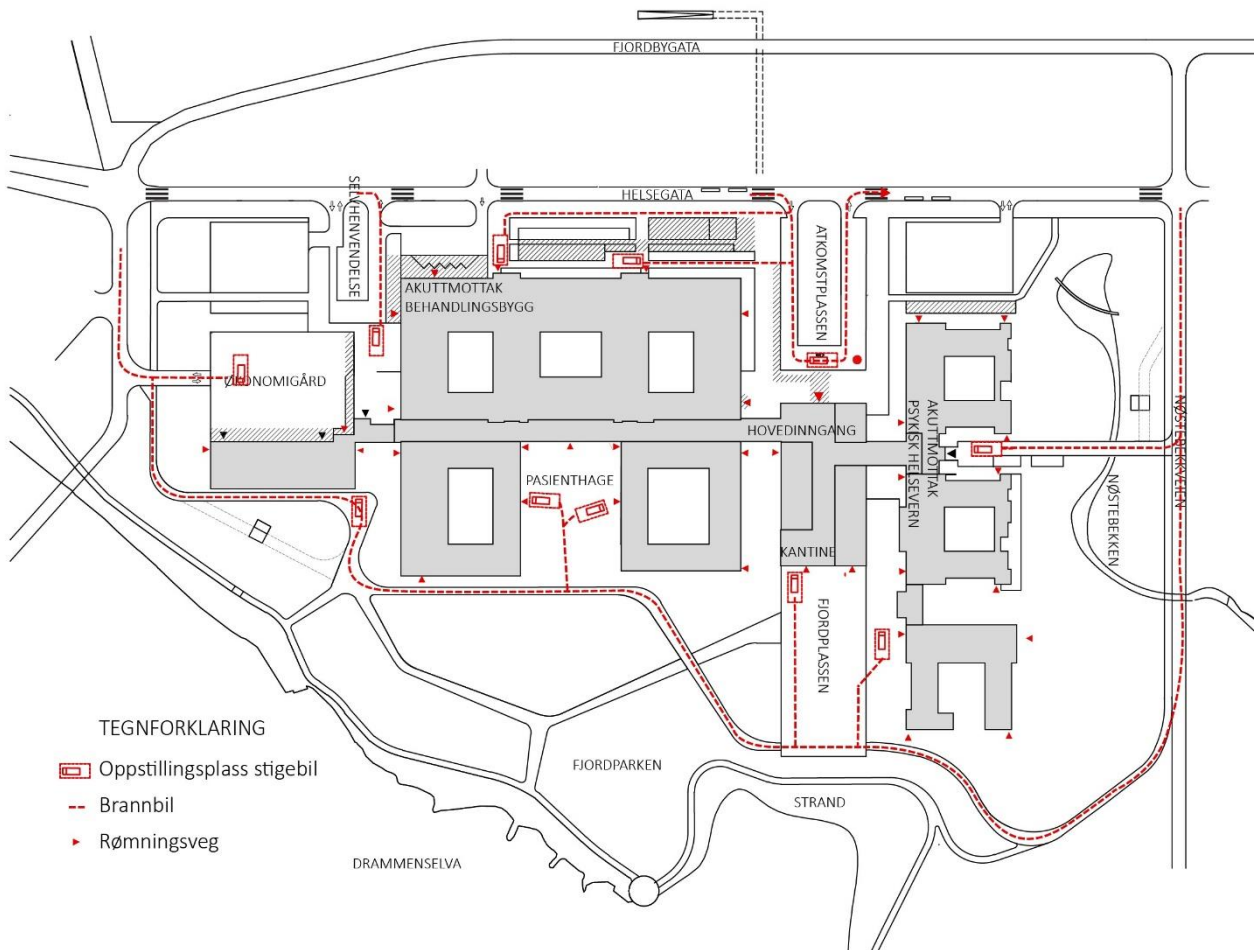 FJORDBYGATA
HELSEGATA
SELVHENVENDELSE
ATKOMSTPLASSEN
AKUTTMOTTAK
BEHANDLINGSBYGG
ØKONOMIGÅRD
HOVEDINNGANG
AKUTTMOTTAK
PSYKISK HELSEVERN
NØSTEBEKKVEIEN
NØSTEBEKKEN
PASIENTHAGE
KANTINE
FJORDPLASSEN
FJORDPARKEN
STRAND
DRAMMENSELVA
TEGNFORKLARING
Oppstillingsplass stigebil
Brannbil
Rømningsveg